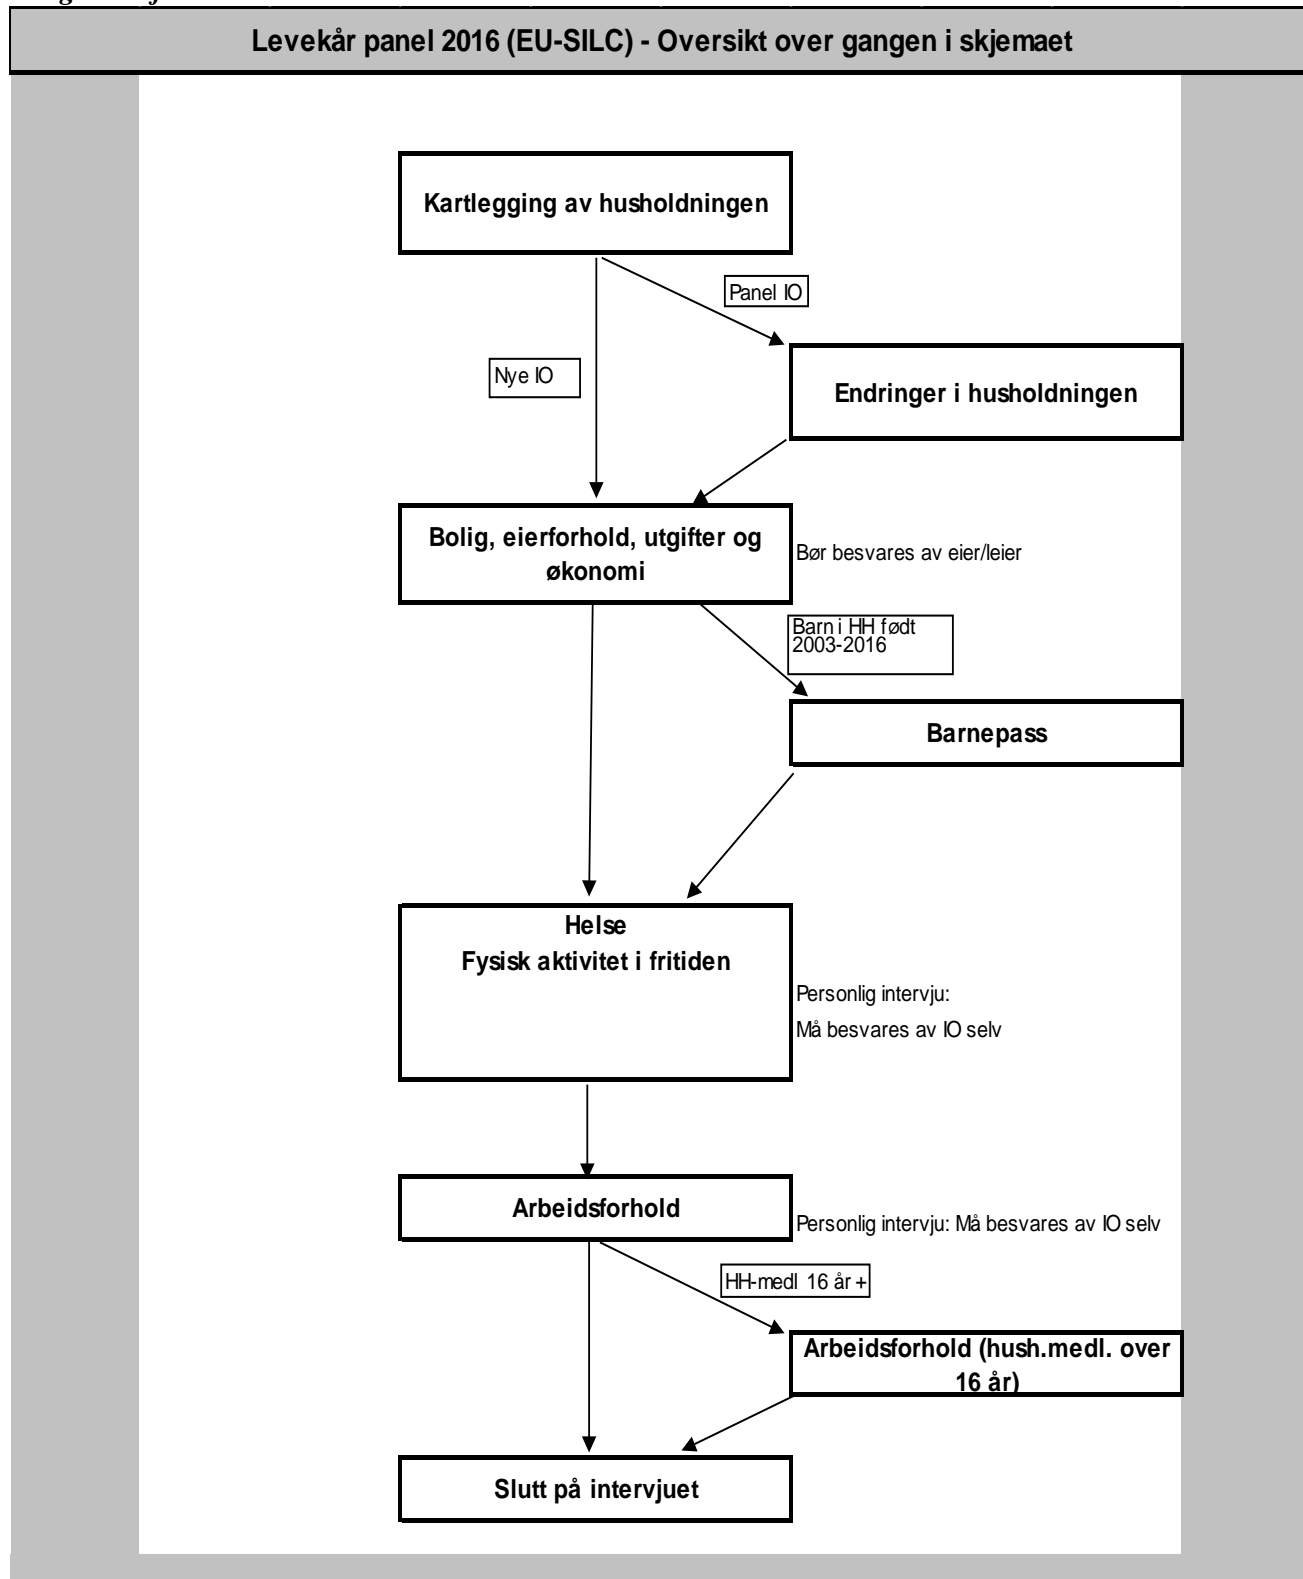 Levekår panel 2016 (EU-SILC) - Oversikt over gangen i skjemaet
Kartlegging av husholdningen
Panel IO
Nye IO
Endringer i husholdningen
Bolig, eierforhold, utgifter og
økonomi
Bør besvares av eier/leier
Barn i HH født
2003-2016
Barnepass
Helse
Fysisk aktivitet i fritiden
Personlig intervju:
Må besvares av IO selv
Arbeidsforhold
Personlig intervju: Må besvares av IO selv
HH-medl 16 år +
Arbeidsforhold (hush.medl. over
16 år)
Slutt på intervjuet